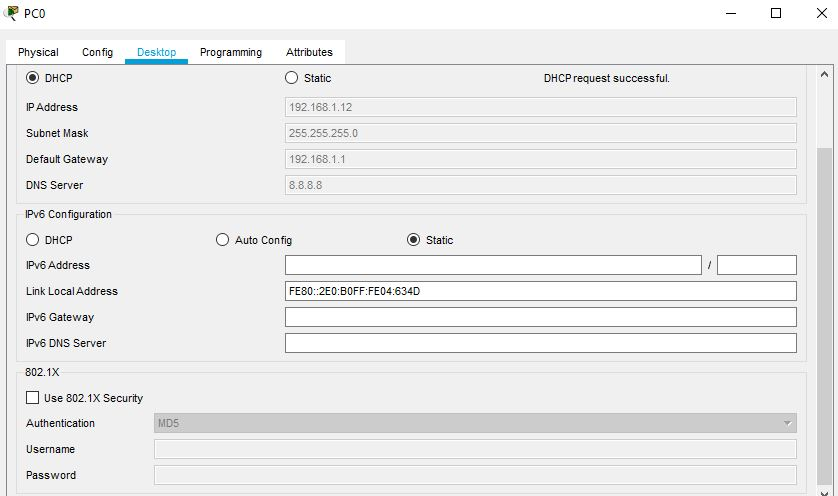 PC0
Physical Config Desktop Programming Attributes
DHCP Static DHCP request successful.
IP Address 192.168.1.12
Subnet Mask 255.255.255.0
Default Gateway 192.168.1.1
DNS Server 8.8.8.8
IPv6 Configuration
DHCP Auto Config Static
IPv6 Address /
Link Local Address FE80::2E0:B0FF:FE04:634D
IPv6 Gateway
IPv6 DNS Server
802.1X
Use 802.1X Security
Authentication MD5
Username
Password